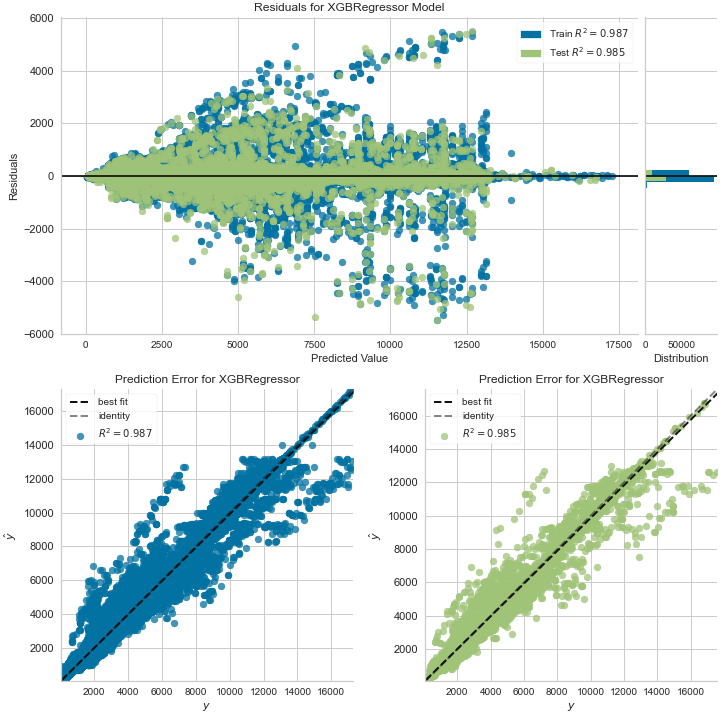 Residuals for XGBRegressor Model
6000
4000
2000
0
−2000
−4000
−6000
Residuals
Train R² = 0.987
Test R² = 0.985
0 2500 5000 7500 10000 12500 15000 17500
Predicted Value
0 50000
Distribution
Prediction Error for XGBRegressor
best fit
identity
R² = 0.987
16000
14000
12000
10000
8000
6000
4000
2000
ŷ
2000 4000 6000 8000 10000 12000 14000 16000
y
Prediction Error for XGBRegressor
best fit
identity
R² = 0.985
16000
14000
12000
10000
8000
6000
4000
2000
ŷ
2000 4000 6000 8000 10000 12000 14000 16000
y